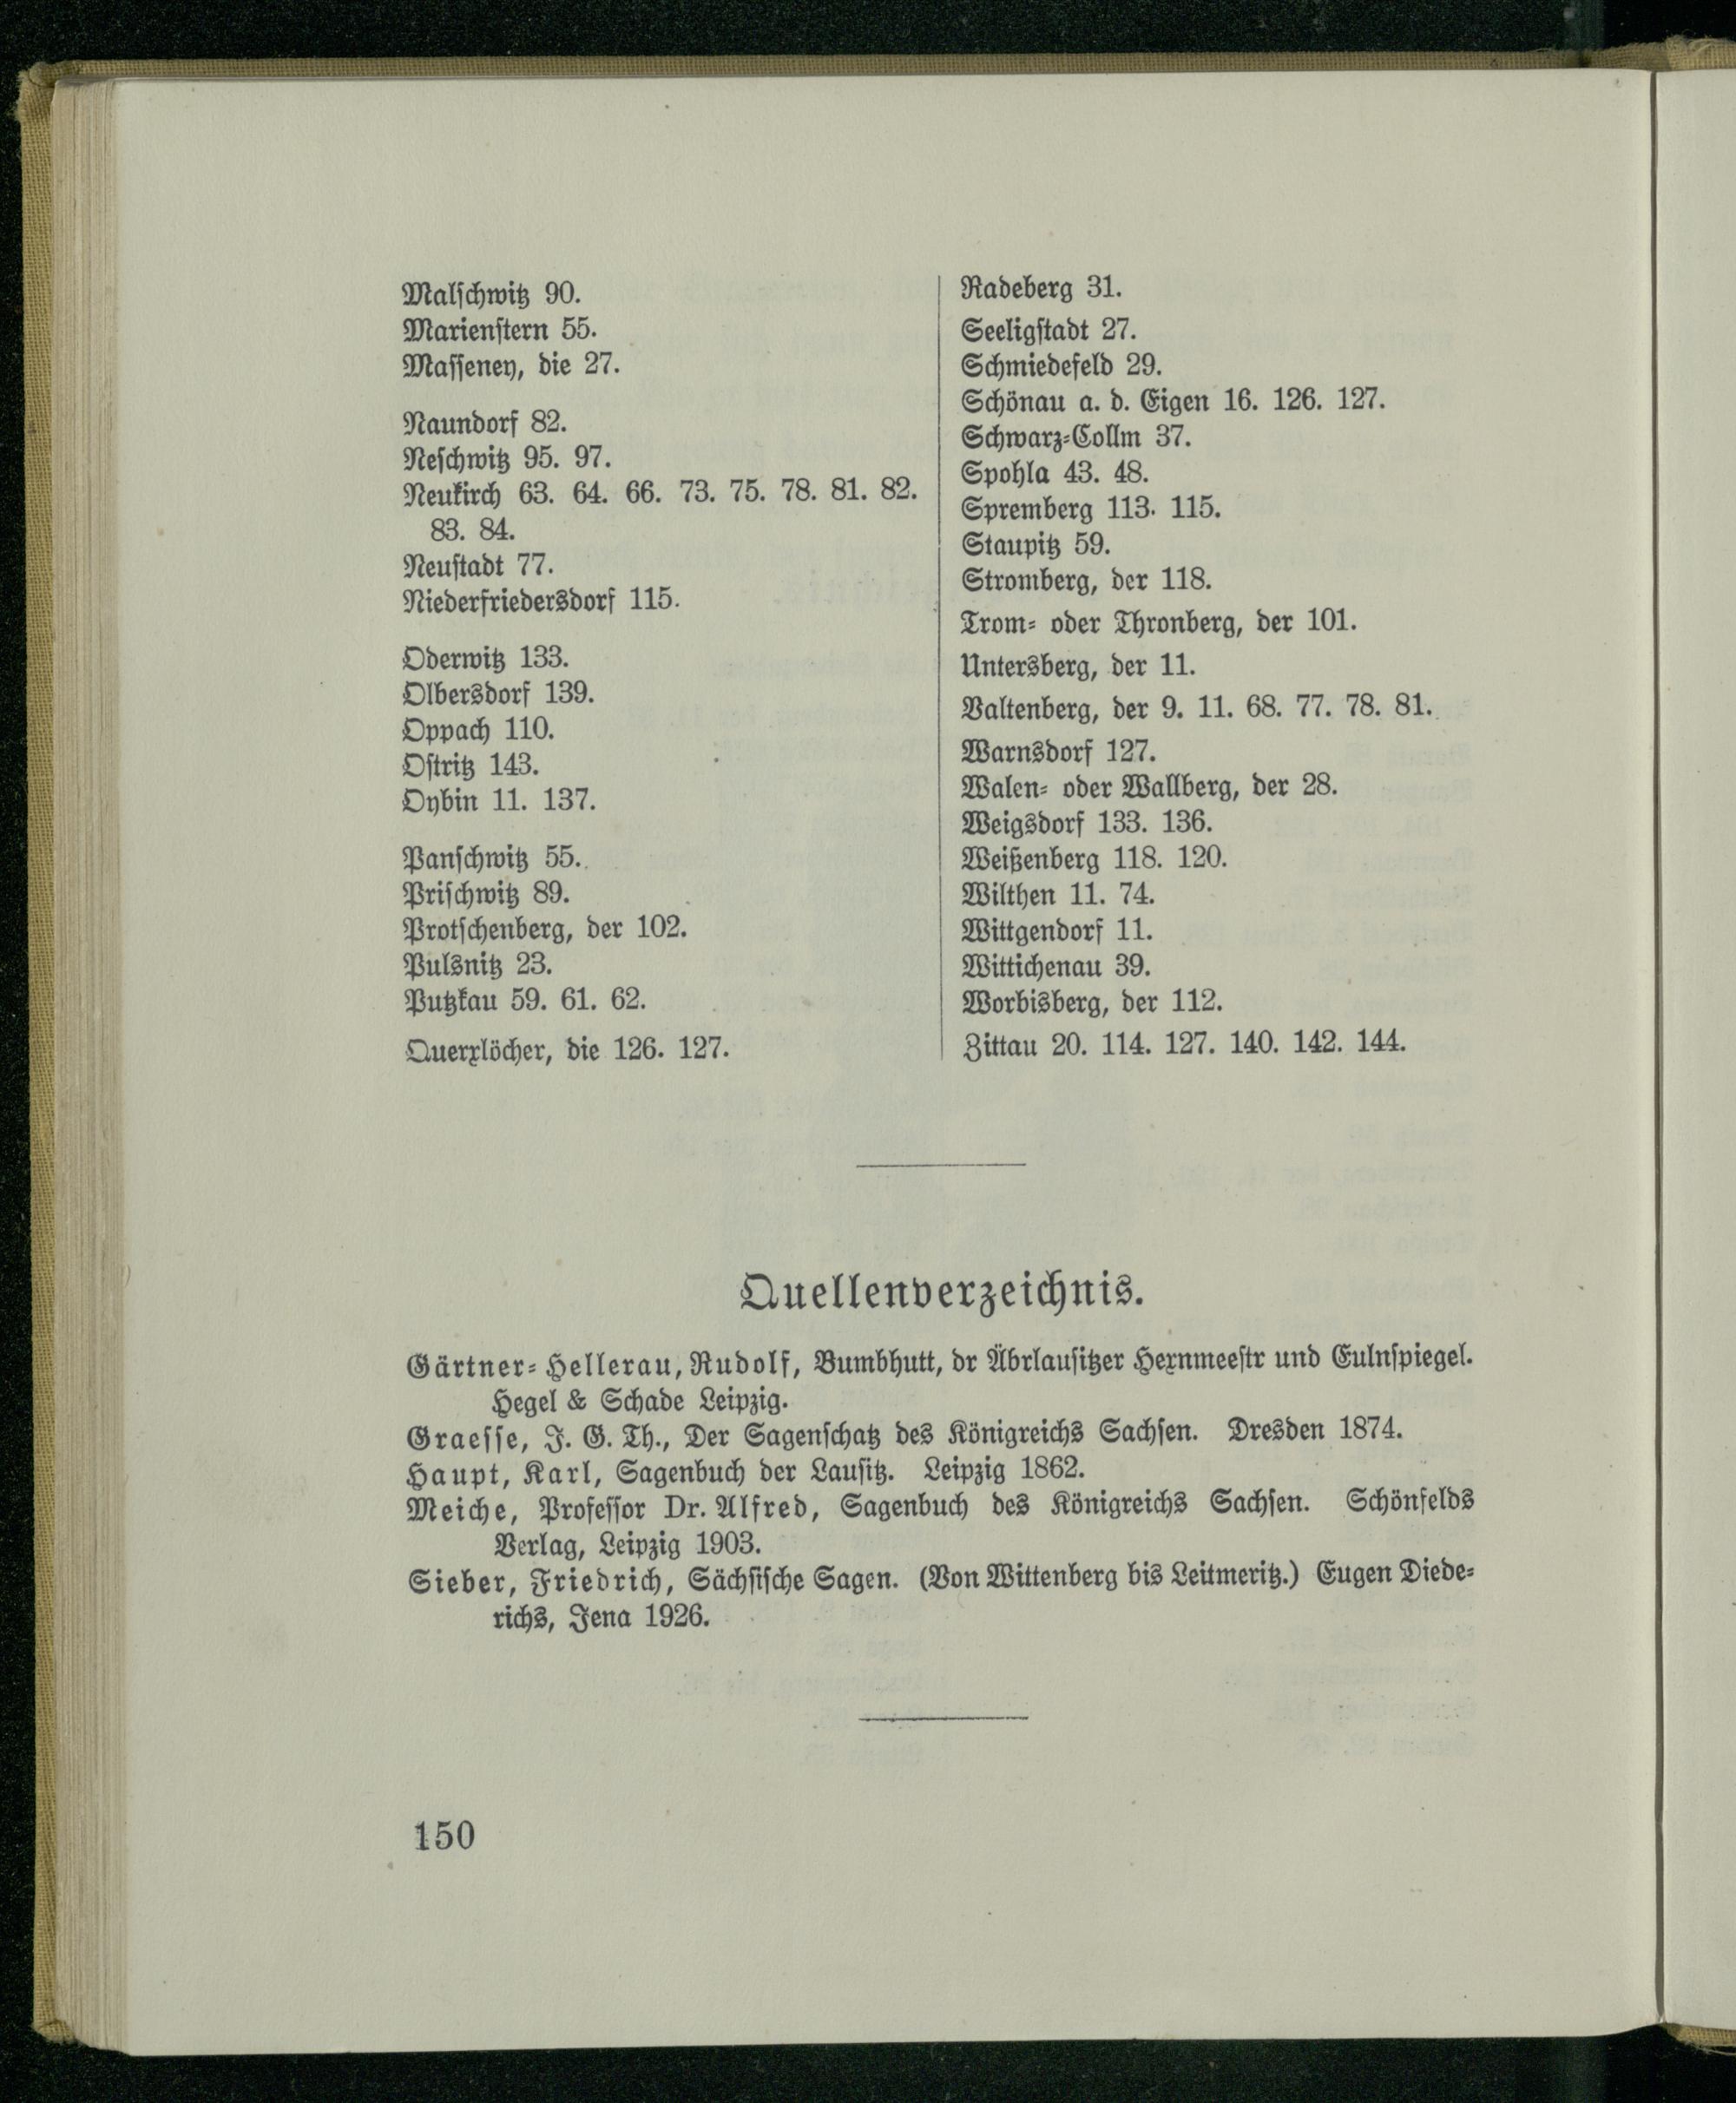 Malschwitz 90.
Marienstern 55.
Masseney, die 27.
Naundorf 82.
Neschwitz 95. 97.
Neukirch 63. 64. 66. 73. 75. 78. 81. 82.
83. 84.
Neustadt 77.
Niederfriedersdorf 115.
Oderwitz 133.
Olbersdorf 139.
Oppach 110.
Ostritz 143.
Oybin 11. 137.
Panschwitz 55.
Prischwitz 89.
Protschenberg, der 102.
Pulsnitz 23.
Putzkau 59. 61. 62.
Querxlöcher, die 126. 127.
Radeberg 31.
Seeligstadt 27.
Schmiedefeld 29.
Schönau a. d. Eigen 16. 126. 127.
Schwarz-Collm 37.
Spohla 43. 48.
Spremberg 113. 115.
Staupitz 59.
Stromberg, der 118.
Trom- oder Thronberg, der 101.
Untersberg, der 11.
Valtenberg, der 9. 11. 68. 77. 78. 81.
Warnsdorf 127.
Walen- oder Wallberg, der 28.
Weigsdorf 133. 136.
Weißenberg 118. 120.
Wilthen 11. 74.
Wittgendorf 11.
Wittichenau 39.
Worbisberg, der 112.
Zittau 20. 114. 127. 140. 142. 144.
Quellenverzeichnis.
Gärtner-Hellerau, Rudolf, Bumbhutt, dr Äbrlausitzer Hexnmeestr und Eulnspiegel.
Hegel & Schade Leipzig.
Graesse, J. G. Th., Der Sagenschatz des Königreichs Sachsen. Dresden 1874.
Haupt, Karl, Sagenbuch der Lausitz. Leipzig 1862.
Meiche, Professor Dr. Alfred, Sagenbuch des Königreichs Sachsen. Schönfelds
Verlag, Leipzig 1903.
Sieber, Friedrich, Sächsische Sagen. (Von Wittenberg bis Leitmeritz.) Eugen Diede-
richs, Jena 1926.
150